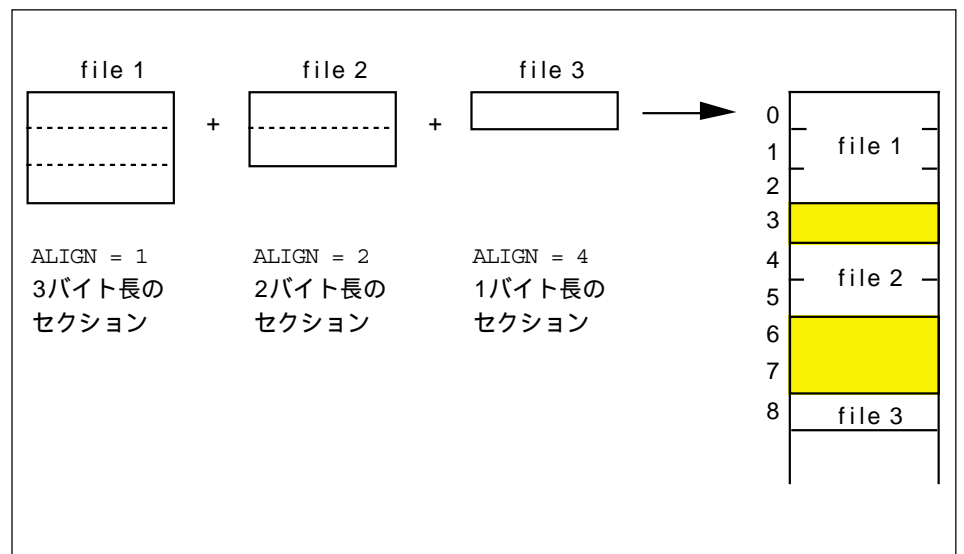 file 1
file 2
file 3
+
+
ALIGN = 1
3バイト長の
セクション
ALIGN = 2
2バイト長の
セクション
ALIGN = 4
1バイト長の
セクション
0
1
2
3
4
5
6
7
8
file 1
file 2
file 3